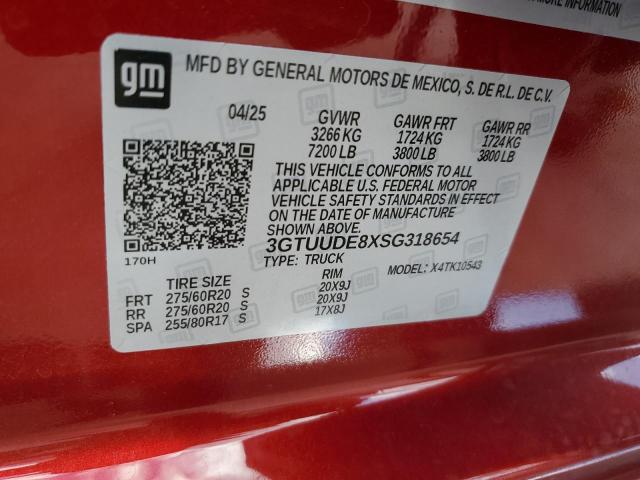 MORE INFORMATION
gm
MFD BY GENERAL MOTORS DE MEXICO, S. DE R.L. DE C.V.
04/25 GVWR GAWR FRT GAWR RR
3266 KG 1724 KG 1724 KG
7200 LB 3800 LB 3800 LB
THIS VEHICLE CONFORMS TO ALL
APPLICABLE U.S. FEDERAL MOTOR
VEHICLE SAFETY STANDARDS IN EFFECT
ON THE DATE OF MANUFACTURE
SHOWN ABOVE.
170H 3GTUUDE8XSG318654
TYPE: TRUCK MODEL: X4TK10543
TIRE SIZE RIM
FRT 275/60R20 S 20X9J
RR 275/60R20 S 20X9J
SPA 255/80R17 S 17X8J